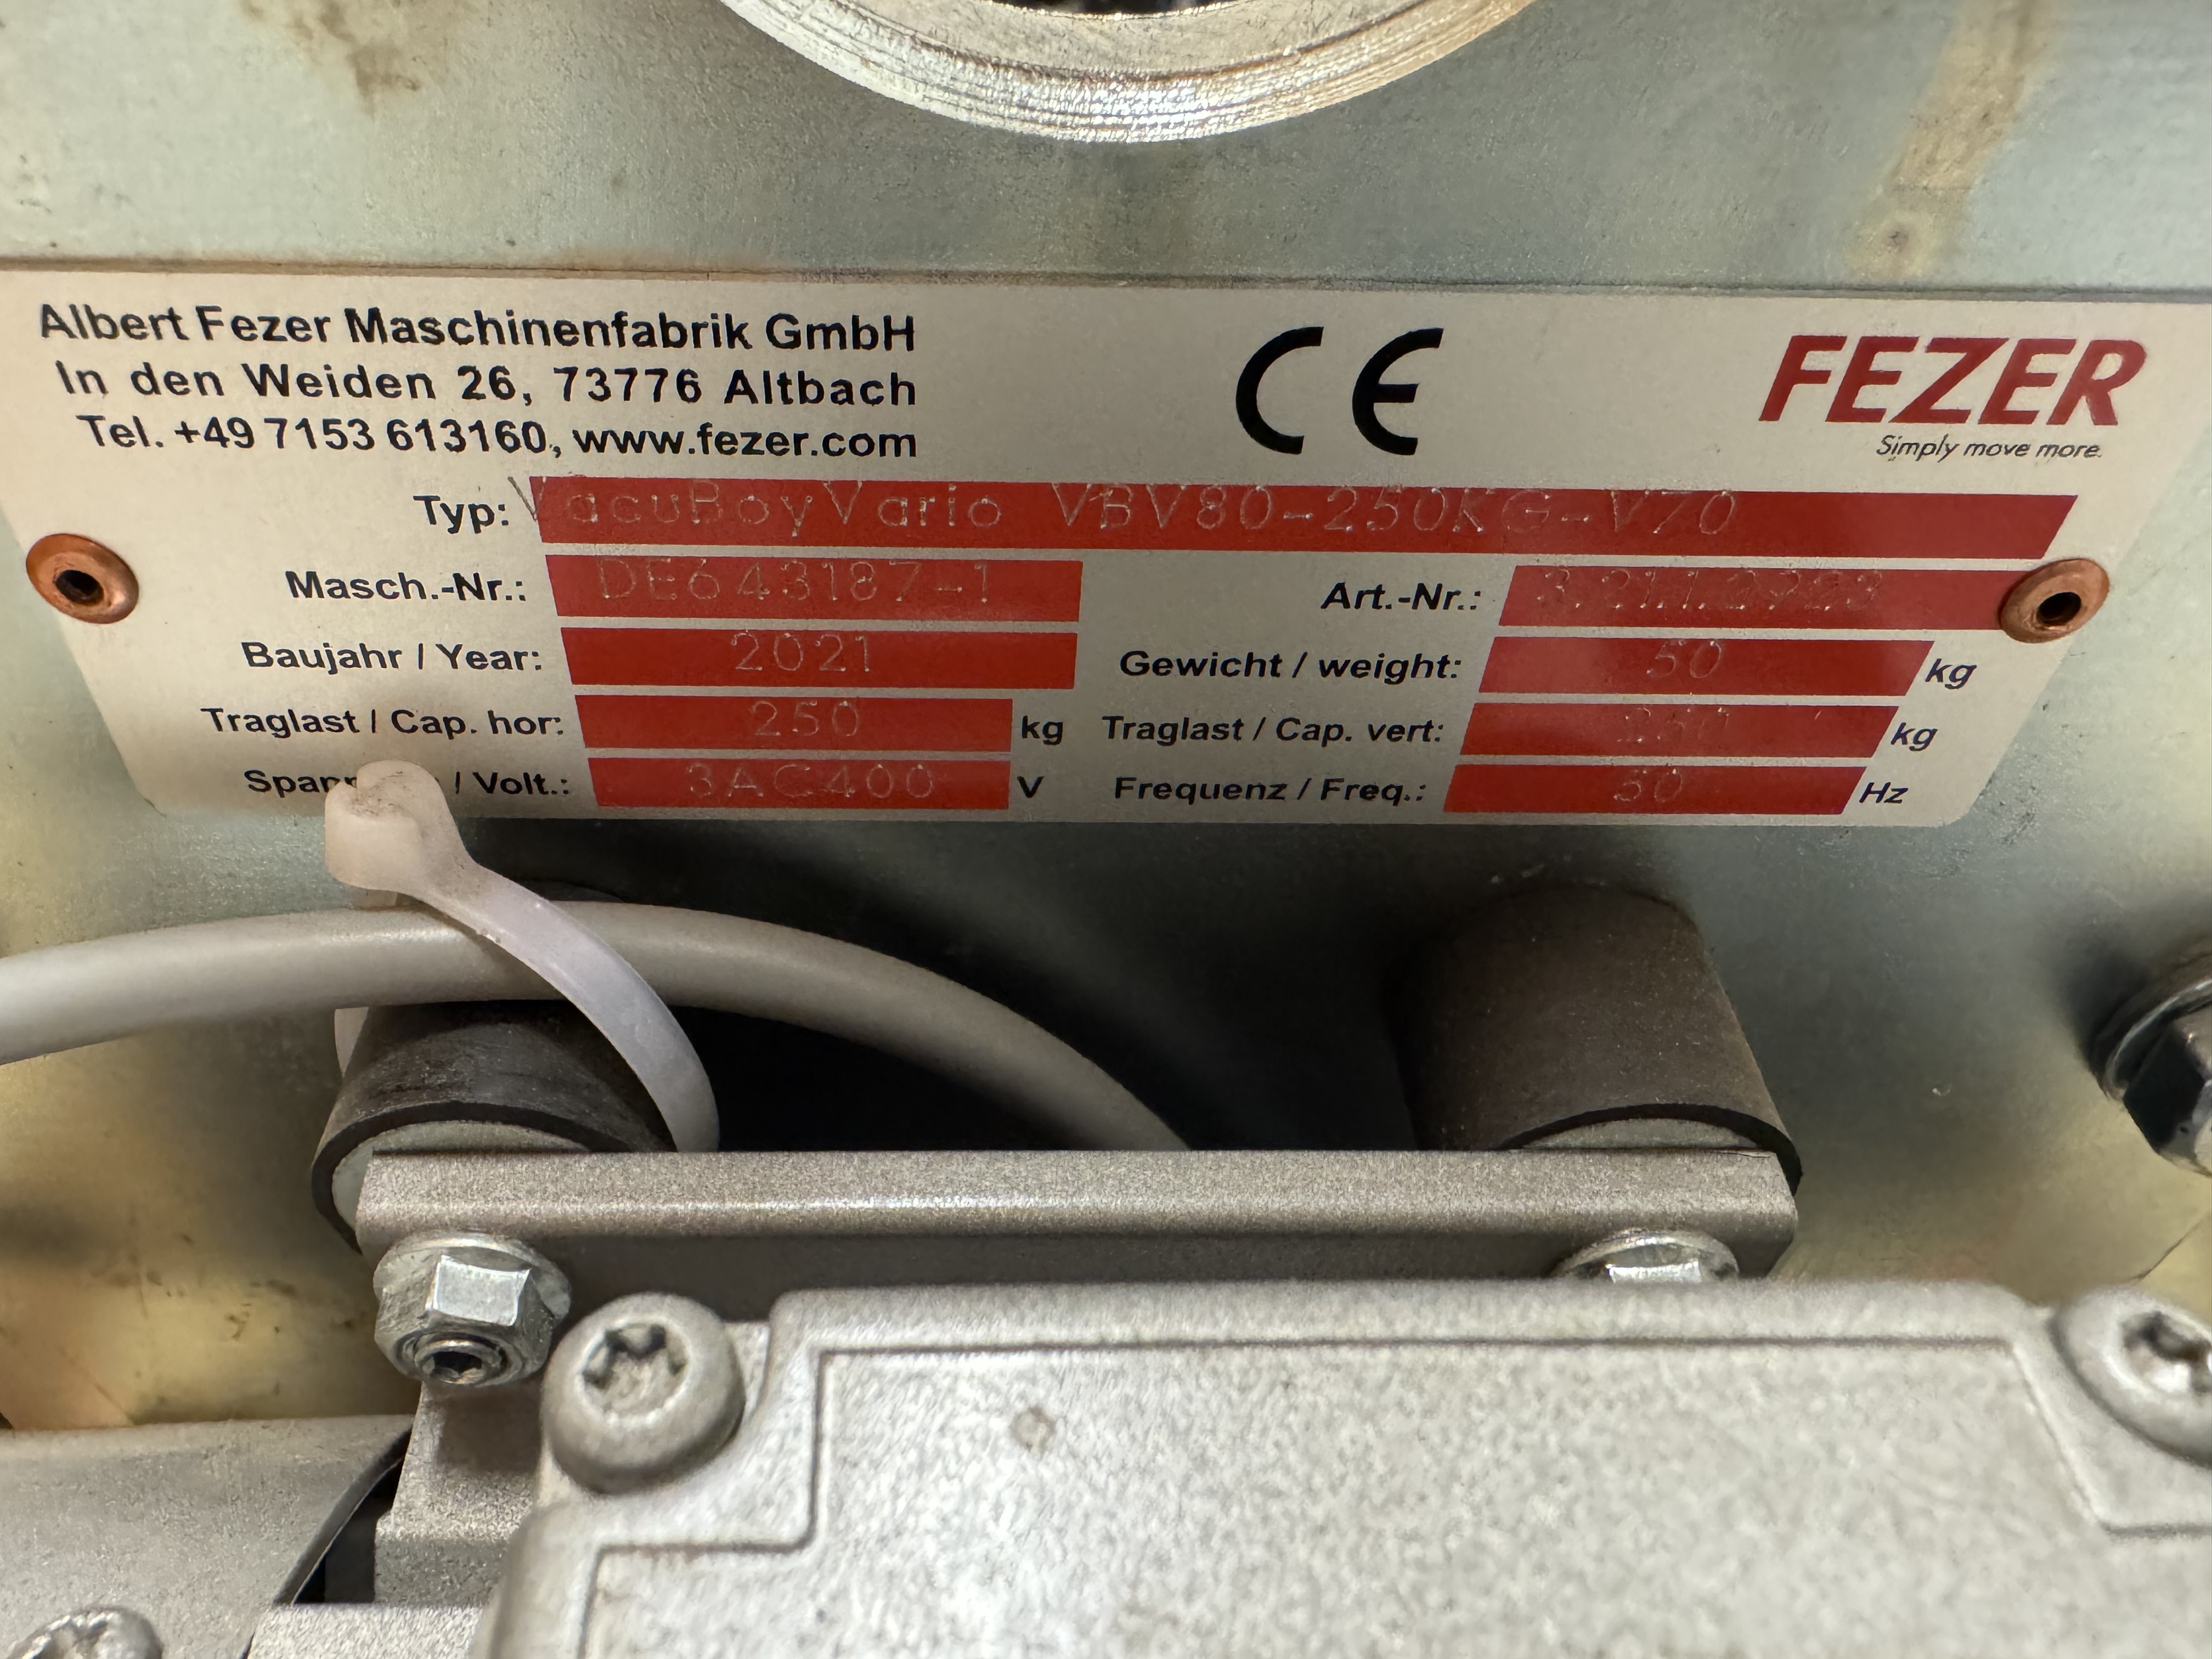 Albert Fezer Maschinenfabrik GmbH
In den Weiden 26, 73776 Altbach
Tel. +49 7153 613160, www.fezer.com
CE
FEZER
Simply move more.
Typ: VacuBoyVario VBV80-250KG-V70
Masch.-Nr.: DE643187-1 Art.-Nr.:
Baujahr / Year: 2021 Gewicht / weight: 50 kg
Traglast / Cap. hor: 250 kg Traglast / Cap. vert: kg
/ Volt.: 3AC400 V Frequenz / Freq.: 50 Hz